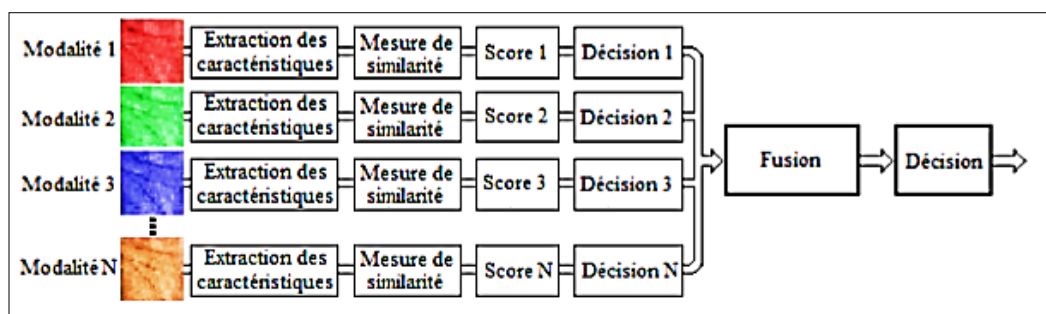 Modalité 1
Extraction des
caractéristiques
Mesure de
similarité
Score 1
Décision 1
Modalité 2
Extraction des
caractéristiques
Mesure de
similarité
Score 2
Décision 2
Modalité 3
Extraction des
caractéristiques
Mesure de
similarité
Score 3
Décision 3
Modalité N
Extraction des
caractéristiques
Mesure de
similarité
Score N
Décision N
Fusion
Décision